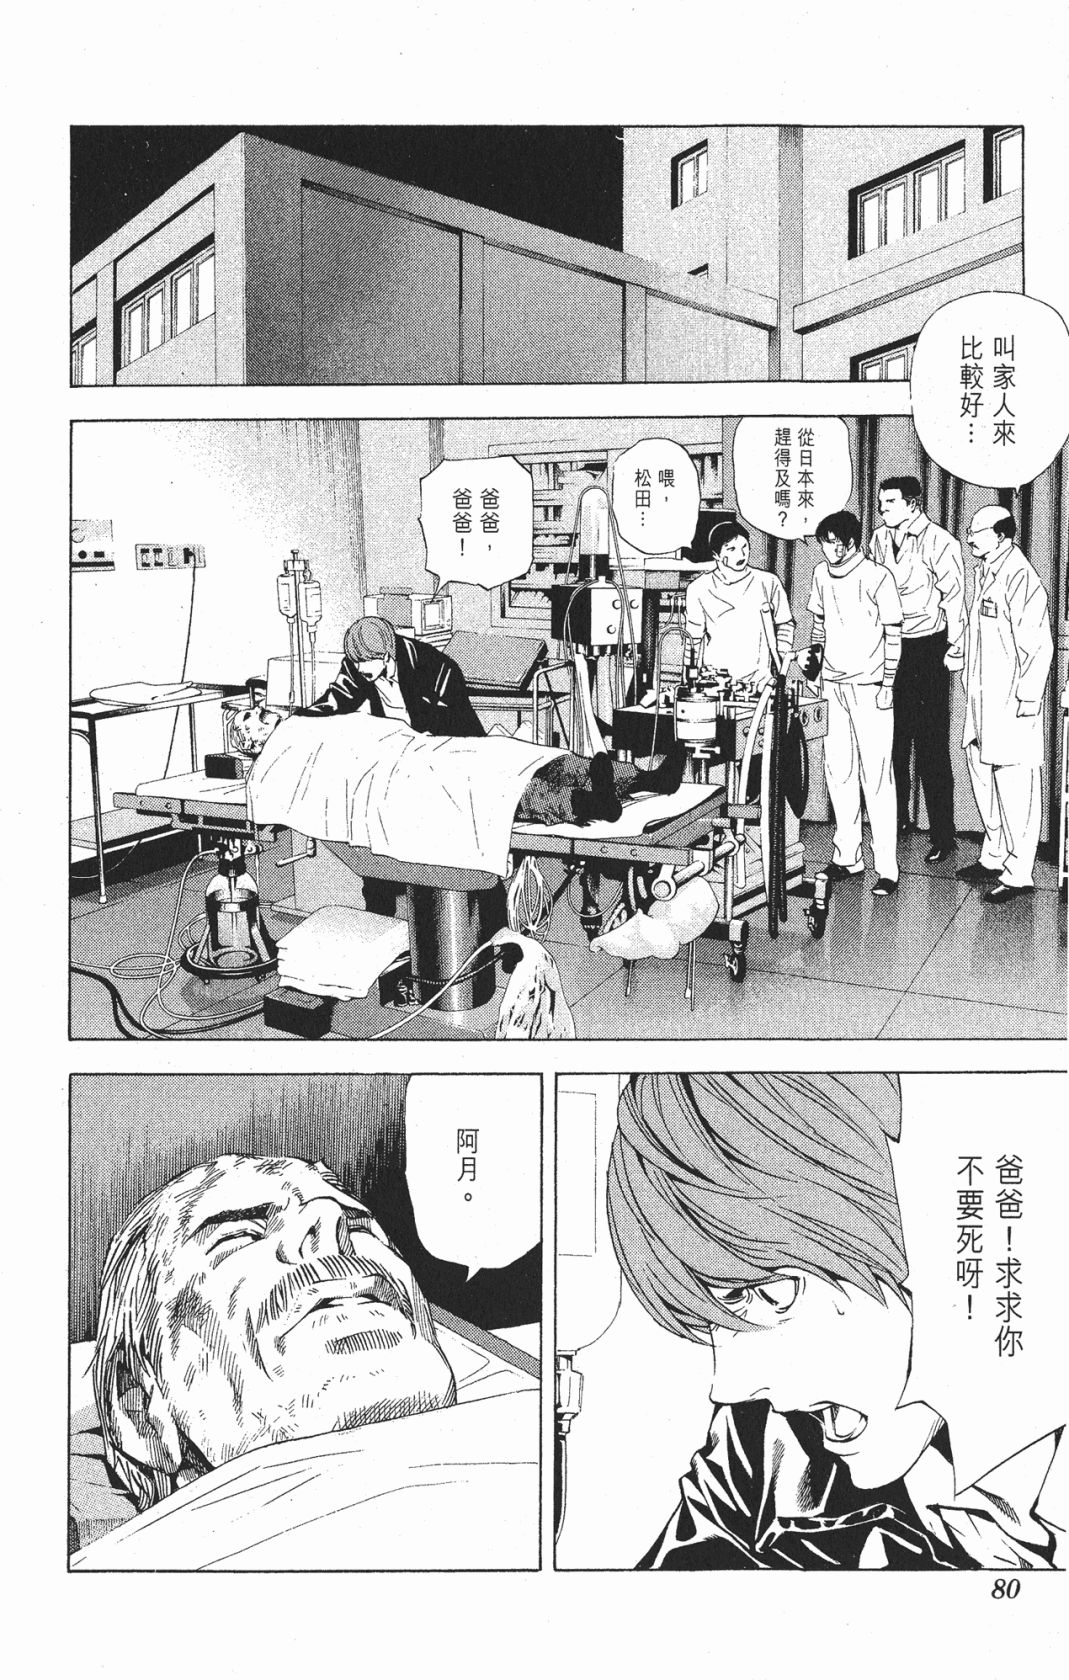 叫家人來
比較好…
從日本來，
趕得及嗎？
喂，
松田…
爸爸，
爸爸！
爸爸！求求你
不要死呀！
阿月。
80